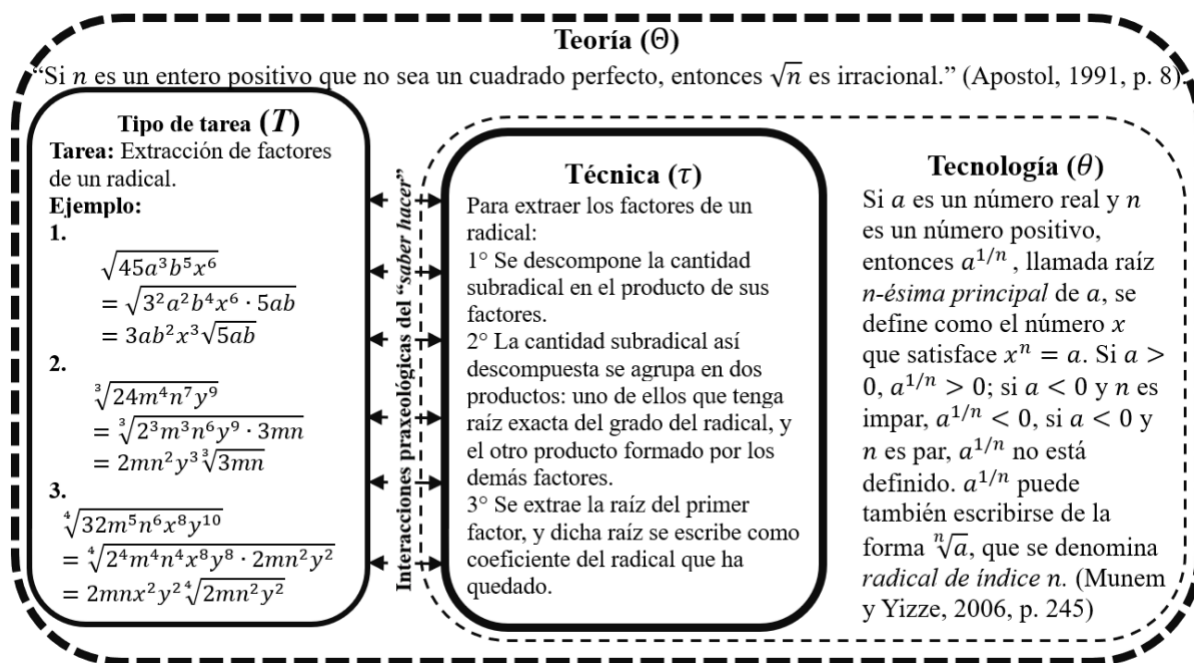 Teoría (Θ)
“Si n es un entero positivo que no sea un cuadrado perfecto, entonces √n es irracional.” (Apostol, 1991, p. 8).
Tipo de tarea (T)
Tarea: Extracción de factores
de un radical.
Ejemplo:
1.
√(45a³b⁵x⁶)
= √(3²a²b⁴x⁶ · 5ab)
= 3ab²x³√(5ab)
2.
∛(24m⁴n⁷y⁹)
= ∛(2³m³n⁶y⁹ · 3mn)
= 2mn²y³∛(3mn)
3.
∜(32m⁵n⁶x⁸y¹⁰)
= ∜(2⁴m⁴n⁴x⁸y⁸ · 2mn²y²)
= 2mnx²y²∜(2mn²y²)
Interacciones praxeológicas del “saber hacer”
Técnica (τ)
Para extraer los factores de un
radical:
1° Se descompone la cantidad
subradical en el producto de sus
factores.
2° La cantidad subradical así
descompuesta se agrupa en dos
productos: uno de ellos que tenga
raíz exacta del grado del radical, y
el otro producto formado por los
demás factores.
3° Se extrae la raíz del primer
factor, y dicha raíz se escribe como
coeficiente del radical que ha
quedado.
Tecnología (θ)
Si a es un número real y n
es un número positivo,
entonces a^{1/n} , llamada raíz
n-ésima principal de a, se
define como el número x
que satisface xⁿ = a. Si a >
0, a^{1/n} > 0; si a < 0 y n es
impar, a^{1/n} < 0, si a < 0 y
n es par, a^{1/n} no está
definido. a^{1/n} puede
también escribirse de la
forma ⁿ√a, que se denomina
radical de índice n. (Munem
y Yizze, 2006, p. 245)